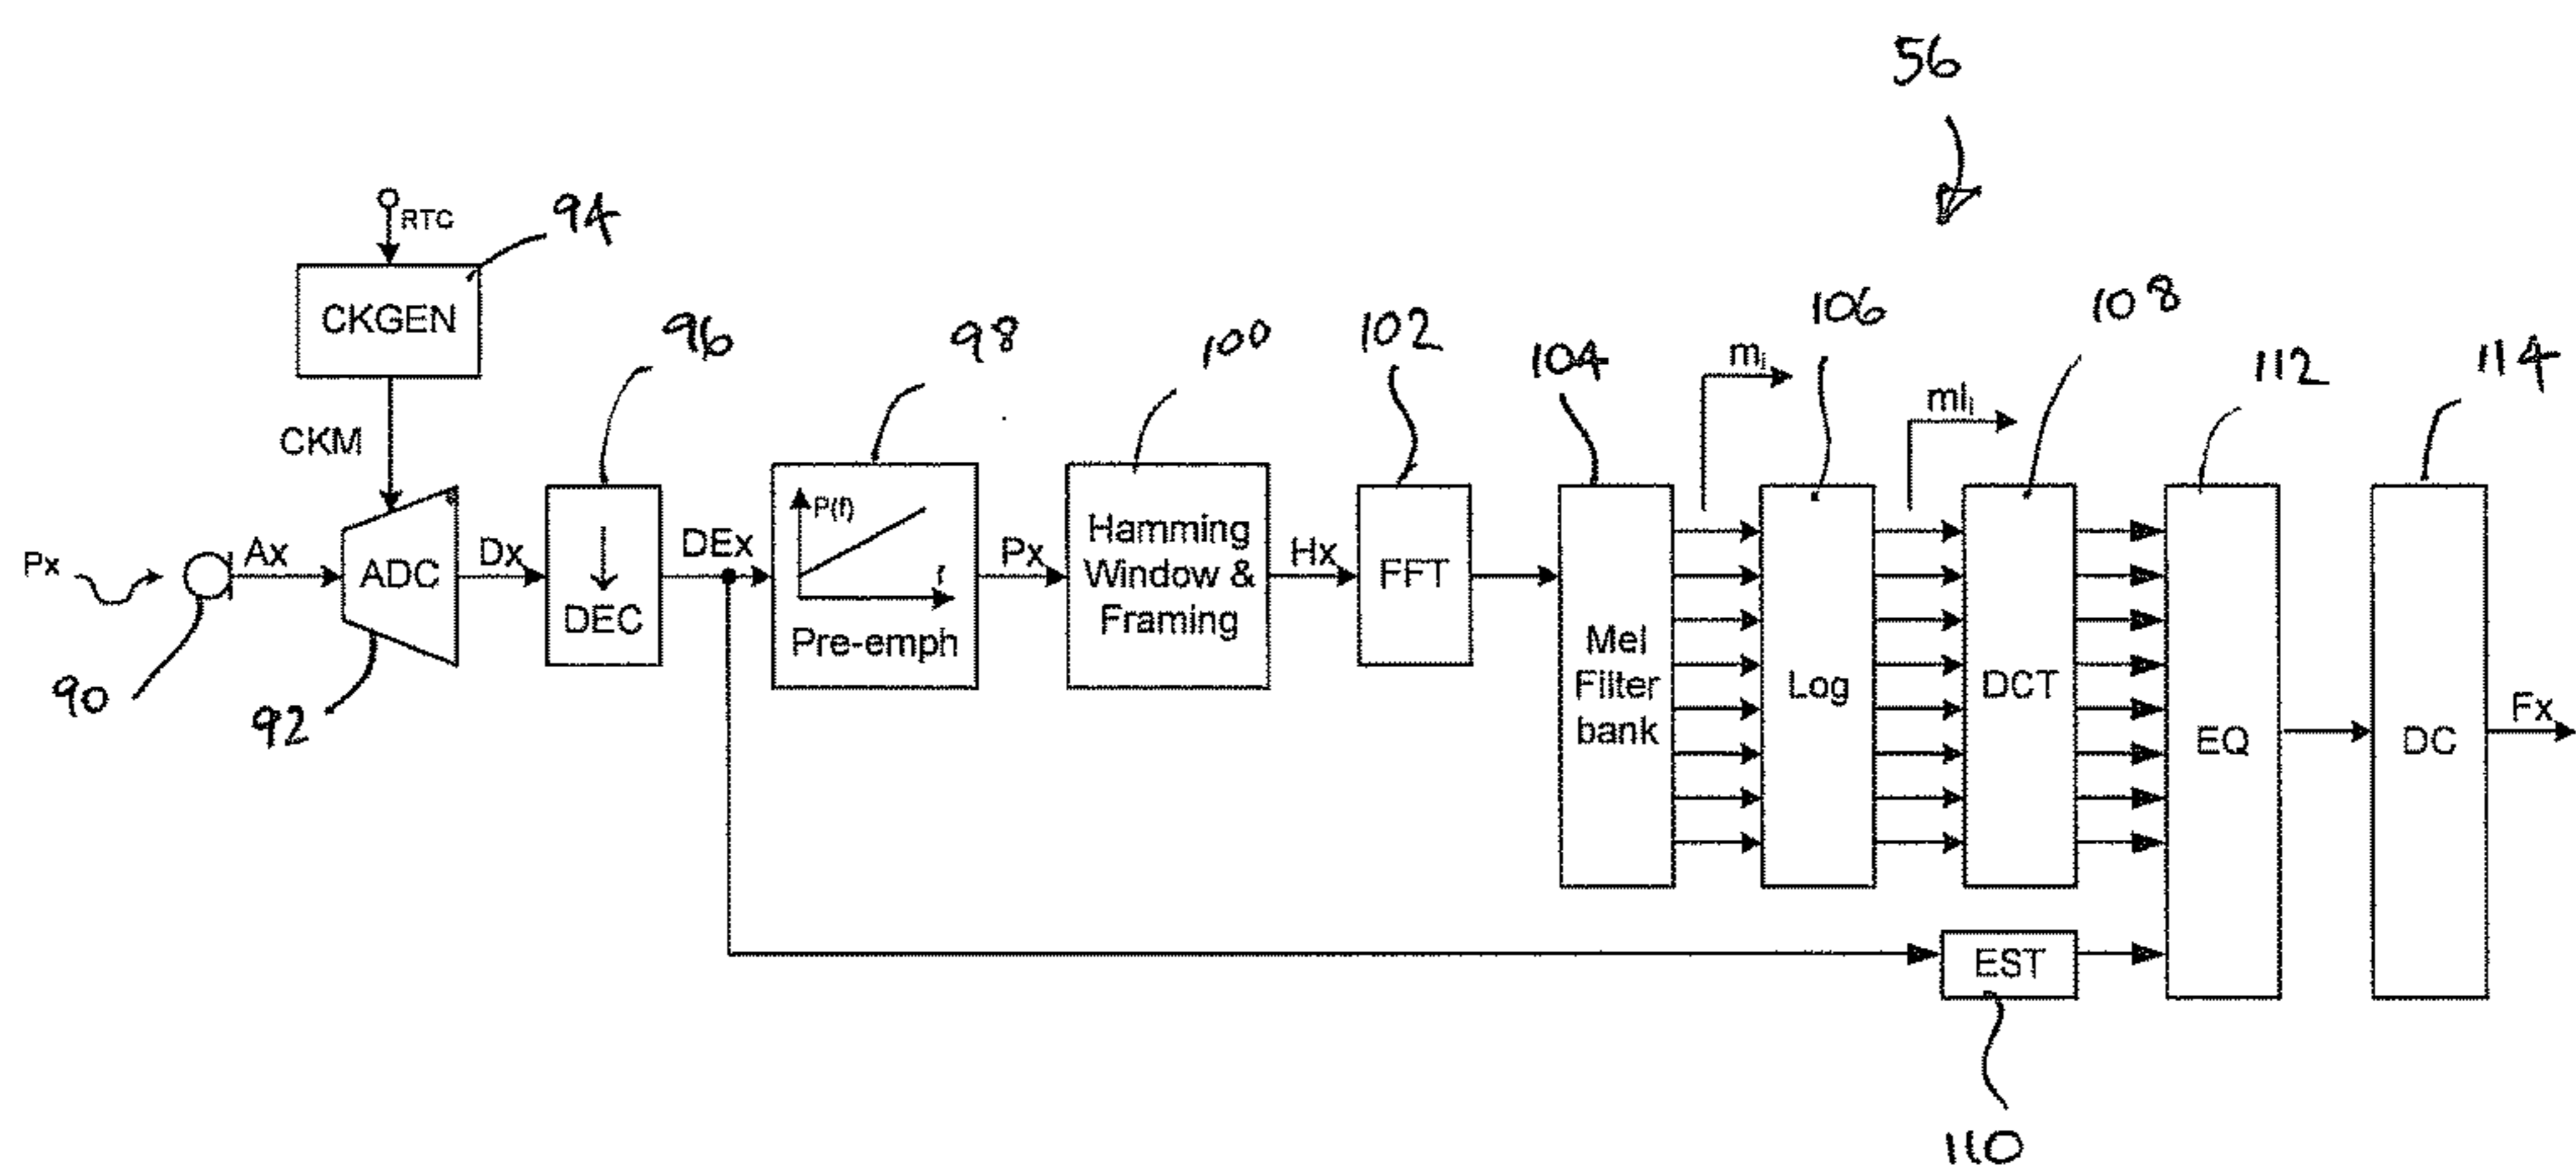 56
RTC
94
CKGEN
96
98
100
102
104
mi
106
mli
108
112
114
CKM
Px
Ax
ADC
Dx
DEC
DEx
P(f)
f
Pre-emph
Px
Hamming
Window &
Framing
Hx
FFT
Mel
Filter
bank
Log
DCT
EQ
DC
Fx
90
92
EST
110